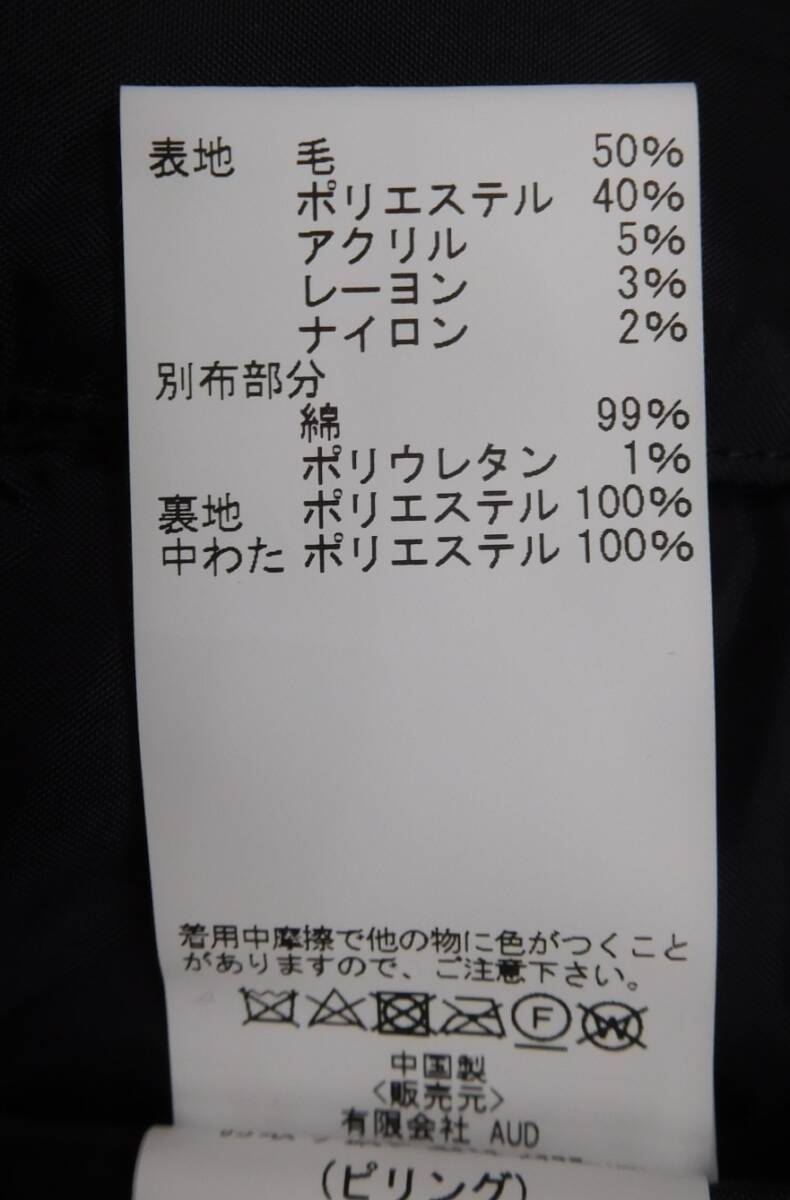 表地 毛 50%
ポリエステル 40%
アクリル 5%
レーヨン 3%
ナイロン 2%
別布部分
綿 99%
ポリウレタン 1%
裏地 ポリエステル 100%
中わた ポリエステル 100%
着用中摩擦で他の物に色がつくこと
がありますので、ご注意下さい。
F W
中国製
<販売元>
有限会社 AUD
(ピリング)